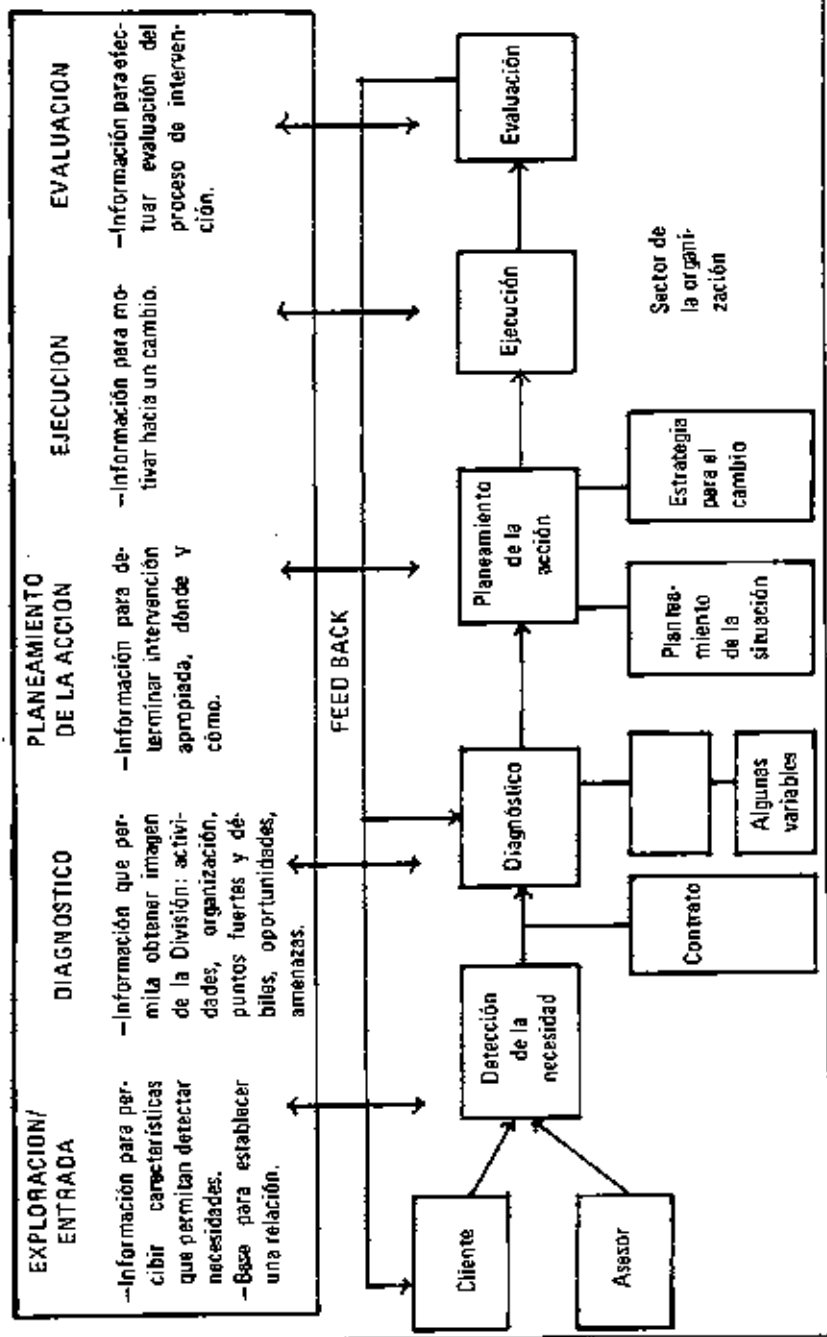 EXPLORACION/
ENTRADA
—Información para per-
cibir características
que permitan detectar
necesidades.
—Base para establecer
una relación.
DIAGNOSTICO
—Información que per-
mita obtener imagen
de la División: activi-
dades, organización,
puntos fuertes y dé-
biles, oportunidades,
amenazas.
PLANEAMIENTO
DE LA ACCION
—Información para de-
terminar intervención
apropiada, dónde y
cómo.
EJECUCION
—Información para mo-
tivar hacia un cambio.
EVALUACION
—Información para efec-
tuar evaluación del
proceso de interven-
ción.
FEED BACK
Cliente
Asesor
Detección
de la
necesidad
Contrato
Diagnóstico
Algunas
variables
Planeamiento
de la
acción
Plantea-
miento
de la
situación
Estrategia
para el
cambio
Ejecución
Evaluación
Sector de
la organi-
zación